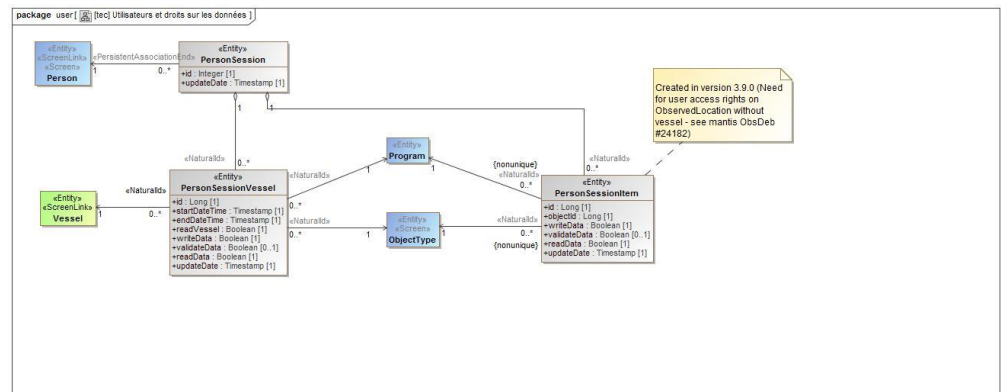 package user [ [tec] Utilisateurs et droits sur les données ]
«Entity»
«ScreenLink»
«Screen»
Person
«PersistentAssociationEnd»
1
0..*
«Entity»
PersonSession
+id : Integer [1]
+updateDate : Timestamp [1]
1
1
Created in version 3.9.0 (Need
for user access rights on
ObservedLocation without
vessel - see mantis ObsDeb
#24182)
«NaturalId»
0..*
«Entity»
Program
1
1
{nonunique}
«NaturalId»
0..*
«NaturalId»
0..*
«Entity»
ScreenLink»
Vessel
1
«NaturalId»
0..*
«Entity»
PersonSessionVessel
+id : Long [1]
+startDateTime : Timestamp [1]
+endDateTime : Timestamp [1]
+readVessel : Boolean [1]
+writeData : Boolean [1]
+validateData : Boolean [0..1]
+readData : Boolean [1]
+updateDate : Timestamp [1]
«NaturalId»
0..*
«NaturalId»
0..*
1
«Entity»
«Screen»
ObjectType
1
«NaturalId»
0..*
{nonunique}
«Entity»
PersonSessionItem
+id : Long [1]
+objectId : Long [1]
+writeData : Boolean [1]
+validateData : Boolean [0..1]
+readData : Boolean [1]
+updateDate : Timestamp [1]